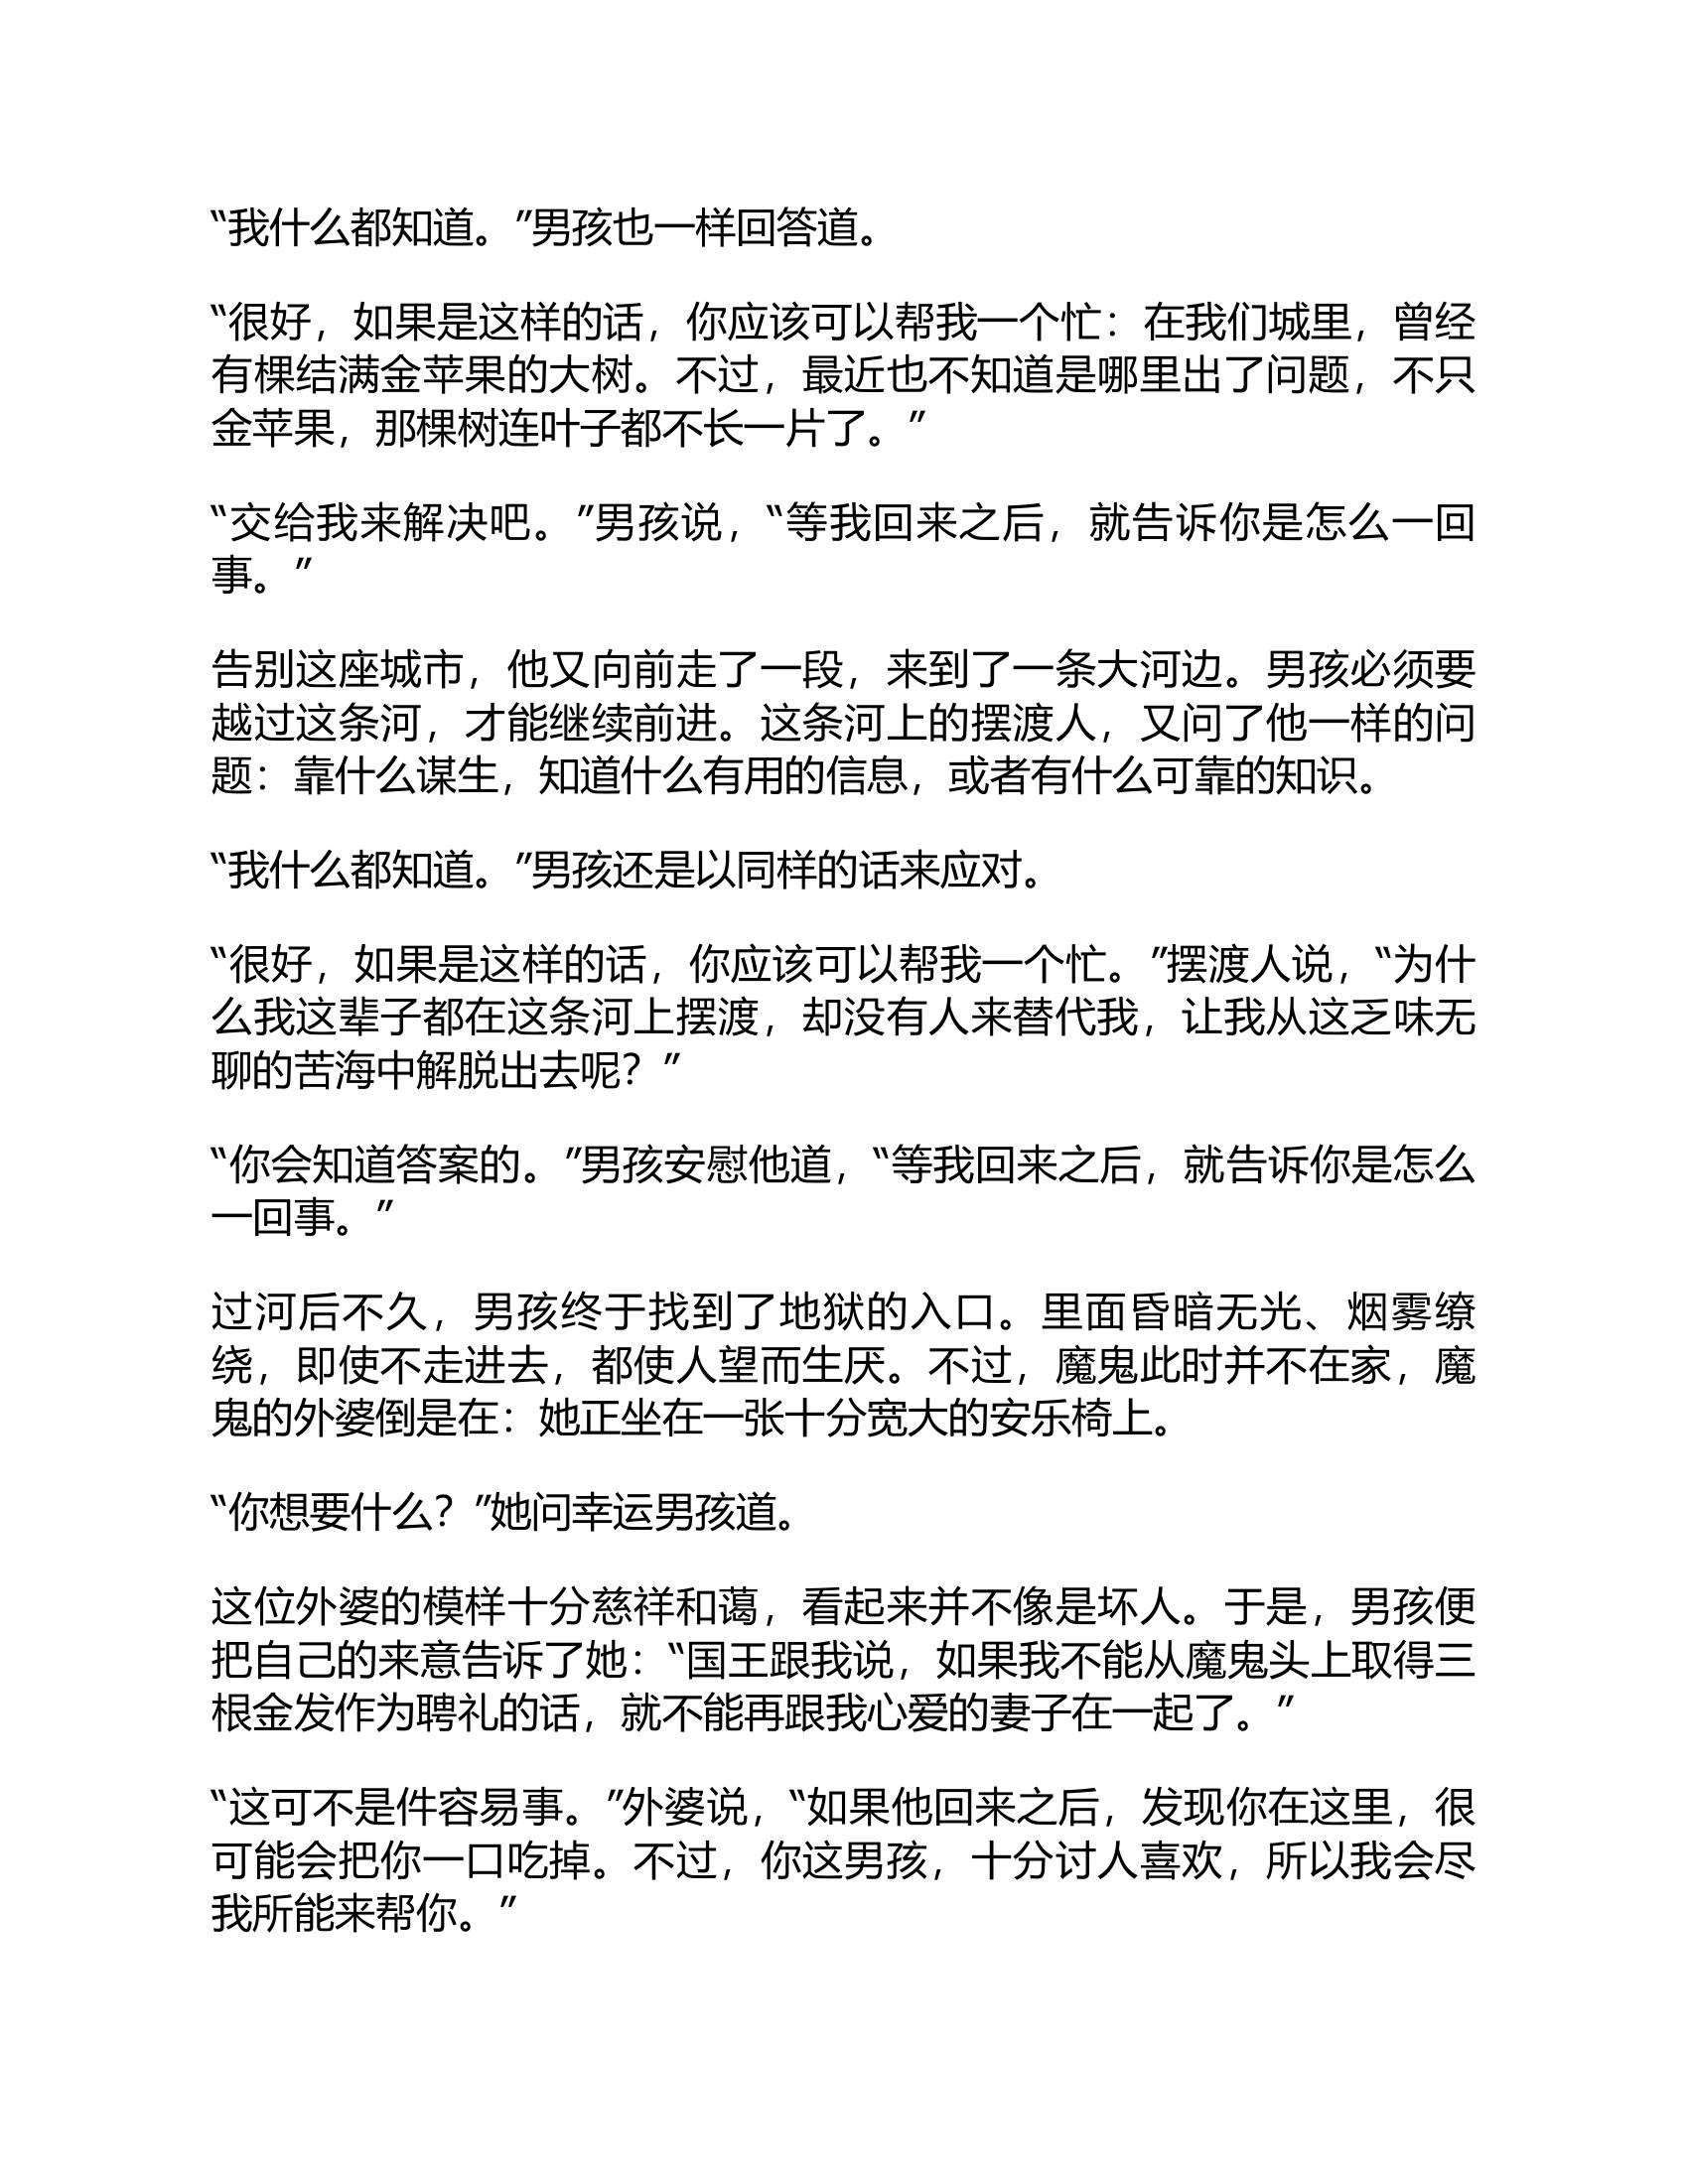 “我什么都知道。”男孩也一样回答道。
“很好，如果是这样的话，你应该可以帮我一个忙：在我们城里，曾经
有棵结满金苹果的大树。不过，最近也不知道是哪里出了问题，不只
金苹果，那棵树连叶子都不长一片了。”
“交给我来解决吧。”男孩说，“等我回来之后，就告诉你是怎么一回
事。”
告别这座城市，他又向前走了一段，来到了一条大河边。男孩必须要
越过这条河，才能继续前进。这条河上的摆渡人，又问了他一样的问
题：靠什么谋生，知道什么有用的信息，或者有什么可靠的知识。
“我什么都知道。”男孩还是以同样的话来应对。
“很好，如果是这样的话，你应该可以帮我一个忙。”摆渡人说，“为什
么我这辈子都在这条河上摆渡，却没有人来替代我，让我从这乏味无
聊的苦海中解脱出去呢？”
“你会知道答案的。”男孩安慰他道，“等我回来之后，就告诉你是怎么
一回事。”
过河后不久，男孩终于找到了地狱的入口。里面昏暗无光、烟雾缭
绕，即使不走进去，都使人望而生厌。不过，魔鬼此时并不在家，魔
鬼的外婆倒是在：她正坐在一张十分宽大的安乐椅上。
“你想要什么？”她问幸运男孩道。
这位外婆的模样十分慈祥和蔼，看起来并不像是坏人。于是，男孩便
把自己的来意告诉了她：“国王跟我说，如果我不能从魔鬼头上取得三
根金发作为聘礼的话，就不能再跟我心爱的妻子在一起了。”
“这可不是件容易事。”外婆说，“如果他回来之后，发现你在这里，很
可能会把你一口吃掉。不过，你这男孩，十分讨人喜欢，所以我会尽
我所能来帮你。”